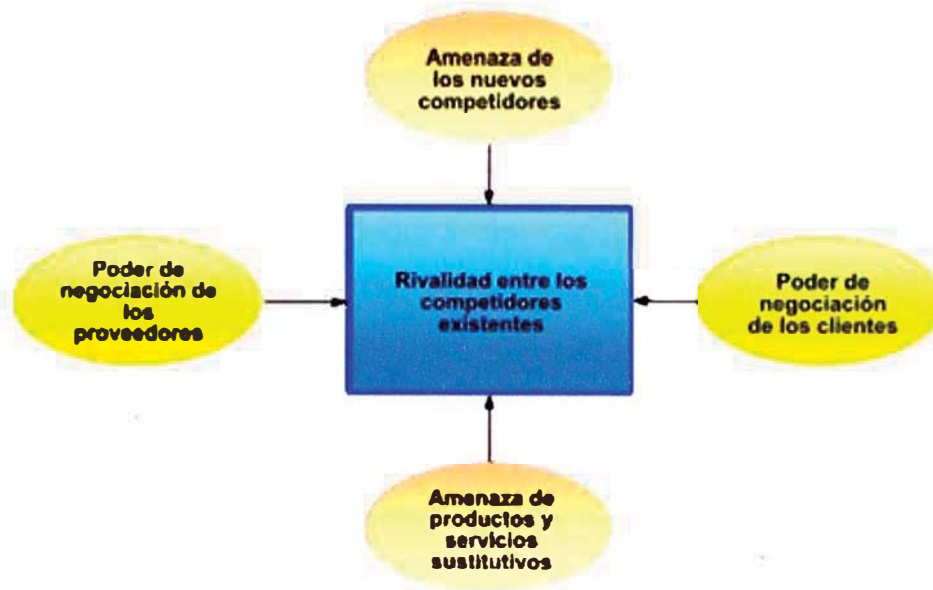 Amenaza de
los nuevos
competidores
Poder de
negociación de
los
proveedores
Rivalidad entre los
competidores
existentes
Poder de
negociación
de los clientes
Amenaza de
productos y
servicios
sustitutivos